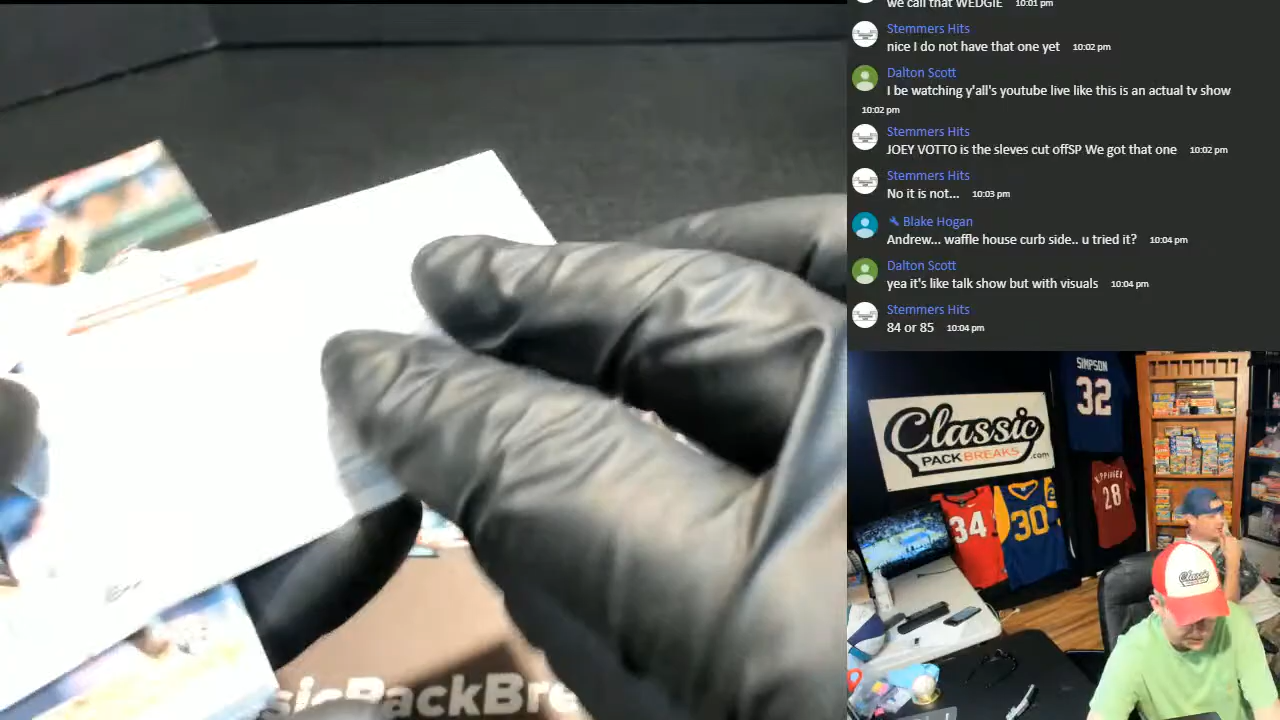 we call that WEDGIE 10:01 pm
Stemmers Hits
nice I do not have that one yet 10:02 pm
Dalton Scott
I be watching y'all's youtube live like this is an actual tv show
10:02 pm
Stemmers Hits
JOEY VOTTO is the sleves cut offSP We got that one 10:02 pm
Stemmers Hits
No it is not... 10:03 pm
Blake Hogan
Andrew... waffle house curb side.. u tried it? 10:04 pm
Dalton Scott
yea it's like talk show but with visuals 10:04 pm
Stemmers Hits
84 or 85 10:04 pm
SIMPSON
32
Classic
PACKBREAKS.com
34
30
28
Classic
sicPackBre